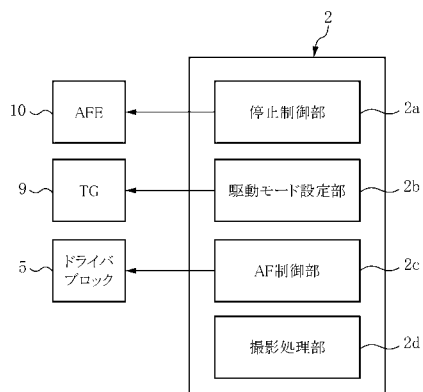 2
10
AFE
停止制御部
2a
9
TG
駆動モード設定部
2b
5
ドライバ
ブロック
AF制御部
2c
撮影処理部
2d